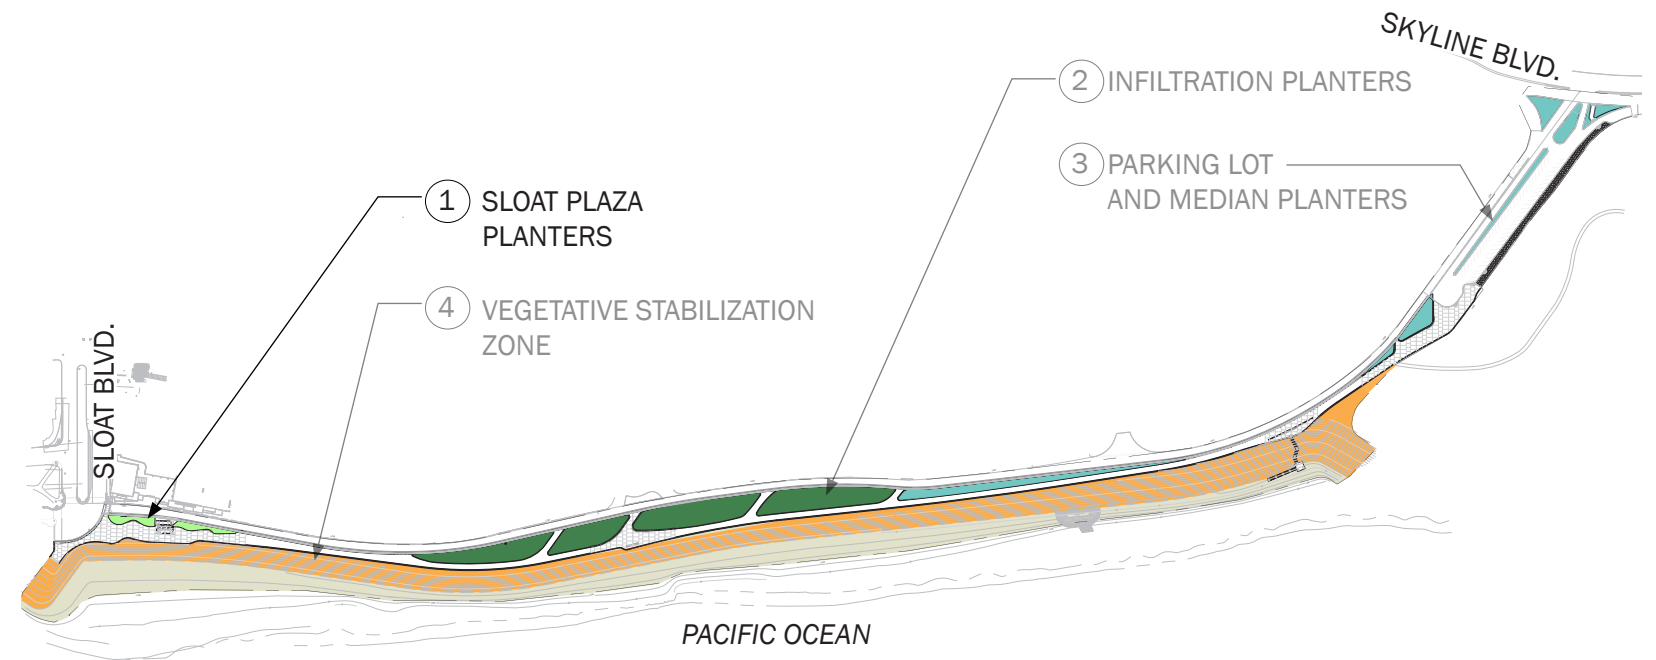 SKYLINE BLVD.
2 INFILTRATION PLANTERS
3 PARKING LOT
AND MEDIAN PLANTERS
1 SLOAT PLAZA
PLANTERS
4 VEGETATIVE STABILIZATION
ZONE
SLOAT BLVD.
PACIFIC OCEAN